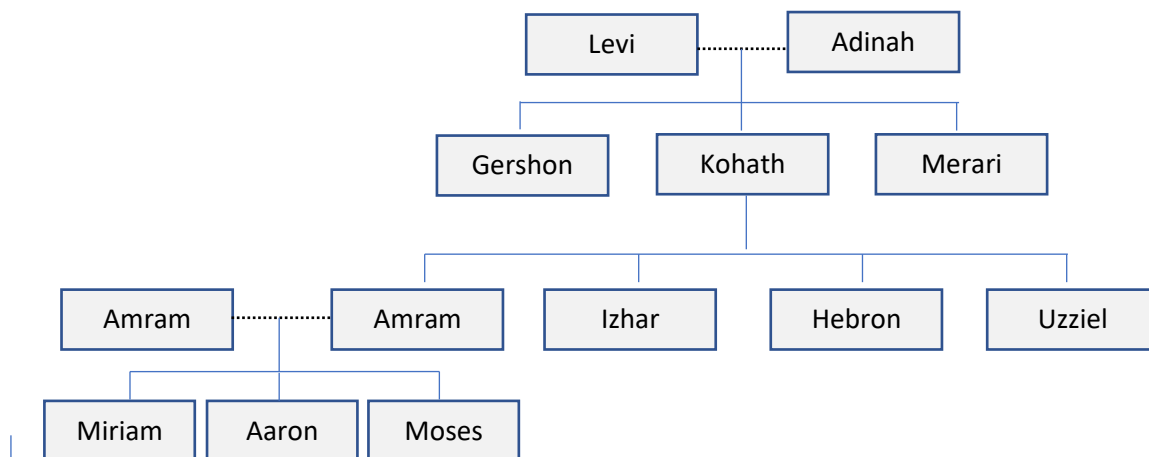 Levi
Adinah
Gershon
Kohath
Merari
Amram
Amram
Izhar
Hebron
Uzziel
Miriam
Aaron
Moses